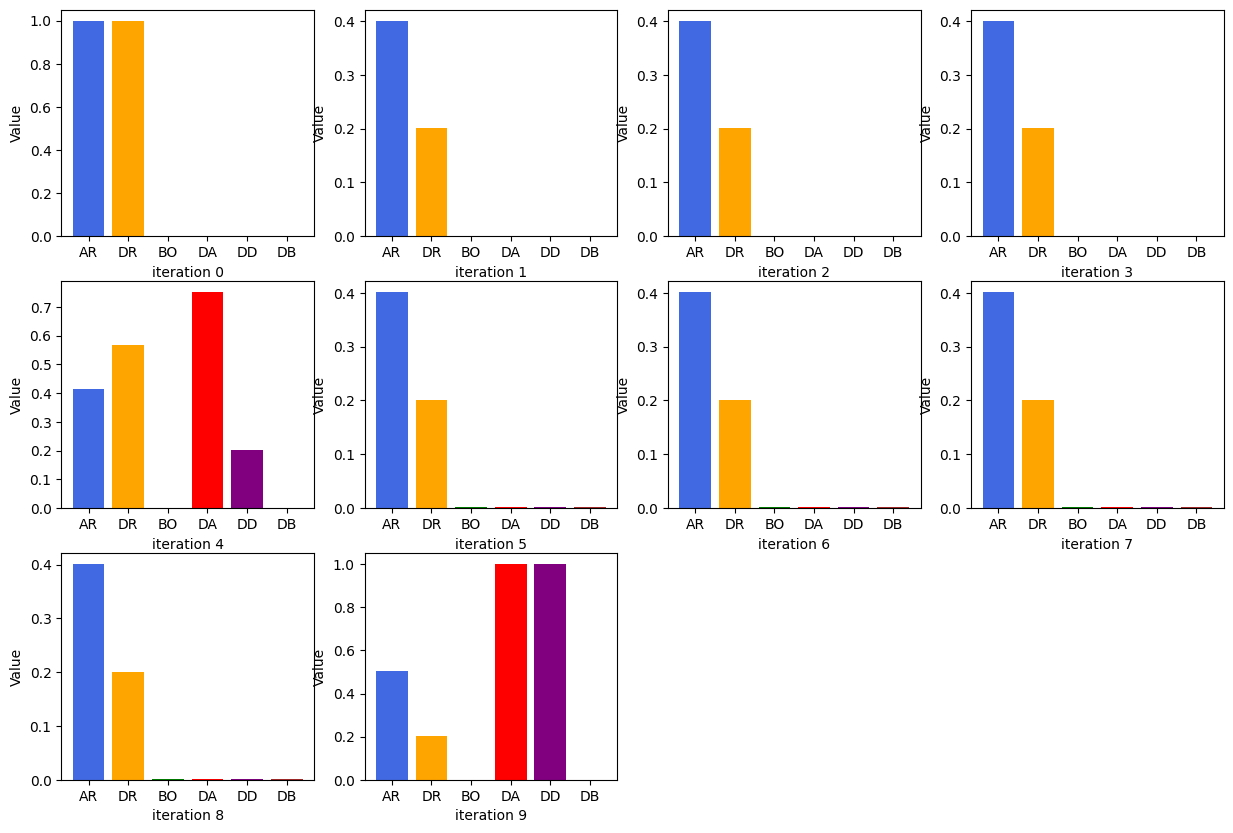 1.0
0.8
0.6
0.4
0.2
0.0
Value
AR DR BO DA DD DB
iteration 0
0.4
0.3
0.2
0.1
0.0
Value
AR DR BO DA DD DB
iteration 1
0.4
0.3
0.2
0.1
0.0
Value
AR DR BO DA DD DB
iteration 2
0.4
0.3
0.2
0.1
0.0
Value
AR DR BO DA DD DB
iteration 3
0.7
0.6
0.5
0.4
0.3
0.2
0.1
0.0
Value
AR DR BO DA DD DB
iteration 4
0.4
0.3
0.2
0.1
0.0
Value
AR DR BO DA DD DB
iteration 5
0.4
0.3
0.2
0.1
0.0
Value
AR DR BO DA DD DB
iteration 6
0.4
0.3
0.2
0.1
0.0
Value
AR DR BO DA DD DB
iteration 7
0.4
0.3
0.2
0.1
0.0
Value
AR DR BO DA DD DB
iteration 8
1.0
0.8
0.6
0.4
0.2
0.0
Value
AR DR BO DA DD DB
iteration 9